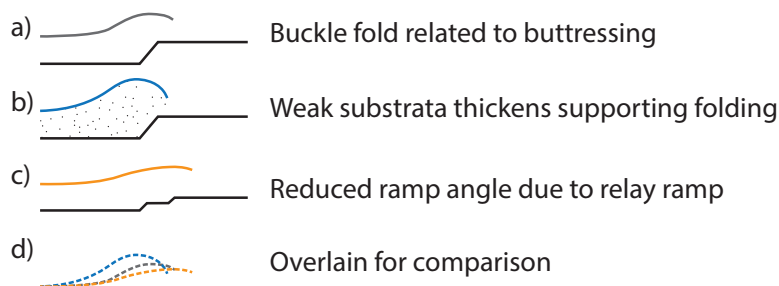 a) Buckle fold related to buttressing
b) Weak substrata thickens supporting folding
c) Reduced ramp angle due to relay ramp
d) Overlain for comparison